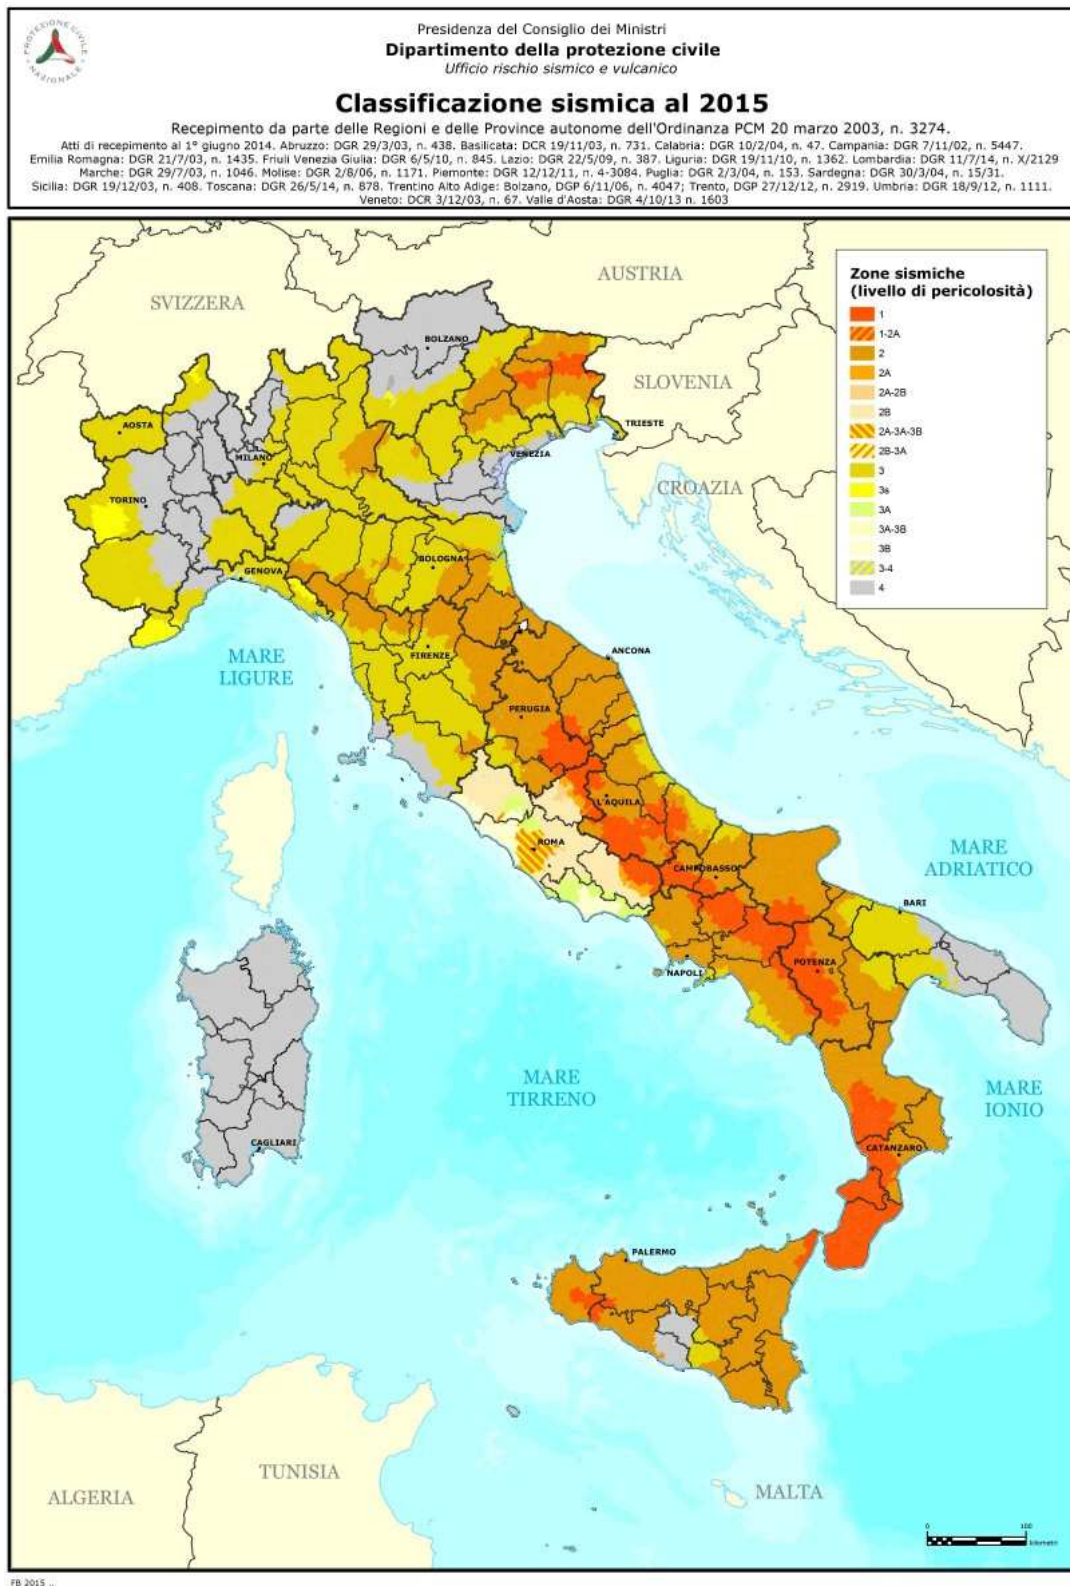 PROTEZIONE CIVILE
NAZIONALE
Presidenza del Consiglio dei Ministri
Dipartimento della protezione civile
Ufficio rischio sismico e vulcanico
Classificazione sismica al 2015
Recepimento da parte delle Regioni e delle Province autonome dell'Ordinanza PCM 20 marzo 2003, n. 3274.
Atti di recepimento al 1° giugno 2014. Abruzzo: DGR 29/3/03, n. 438. Basilicata: DCR 19/11/03, n. 731. Calabria: DGR 10/2/04, n. 47. Campania: DGR 7/11/02, n. 5447.
Emilia Romagna: DGR 21/7/03, n. 1435. Friuli Venezia Giulia: DGR 6/5/10, n. 845. Lazio: DGR 22/5/09, n. 387. Liguria: DGR 19/11/10, n. 1362. Lombardia: DGR 11/7/14, n. X/2129
Marche: DGR 29/7/03, n. 1046. Molise: DGR 2/8/06, n. 1171. Piemonte: DGR 12/12/11, n. 4-3084. Puglia: DGR 2/3/04, n. 153. Sardegna: DGR 30/3/04, n. 15/31.
Sicilia: DGR 19/12/03, n. 408. Toscana: DGR 26/5/14, n. 878. Trentino Alto Adige: Bolzano, DGP 6/11/06, n. 4047; Trento, DGP 27/12/12, n. 2919. Umbria: DGR 18/9/12, n. 1111.
Veneto: DCR 3/12/03, n. 67. Valle d'Aosta: DGR 4/10/13 n. 1603
Zone sismiche
(livello di pericolosità)
1
1-2A
2
2A
2A-2B
2B
2A-3A-3B
2B-3A
3
3s
3A
3A-3B
3B
3-4
4
AUSTRIA
SVIZZERA
BOLZANO
SLOVENIA
AOSTA
TRIESTE
MILANO
VENEZIA
CROAZIA
TORINO
BOLOGNA
GENOVA
MARE
LIGURE
FIRENZE
ANCONA
PERUGIA
L'AQUILA
ROMA
CAMPOBASSO
MARE
ADRIATICO
BARI
NAPOLI
POTENZA
MARE
TIRRENO
MARE
IONIO
CAGLIARI
CATANZARO
PALERMO
TUNISIA
ALGERIA
MALTA
0 100
kilometri
FB 2015